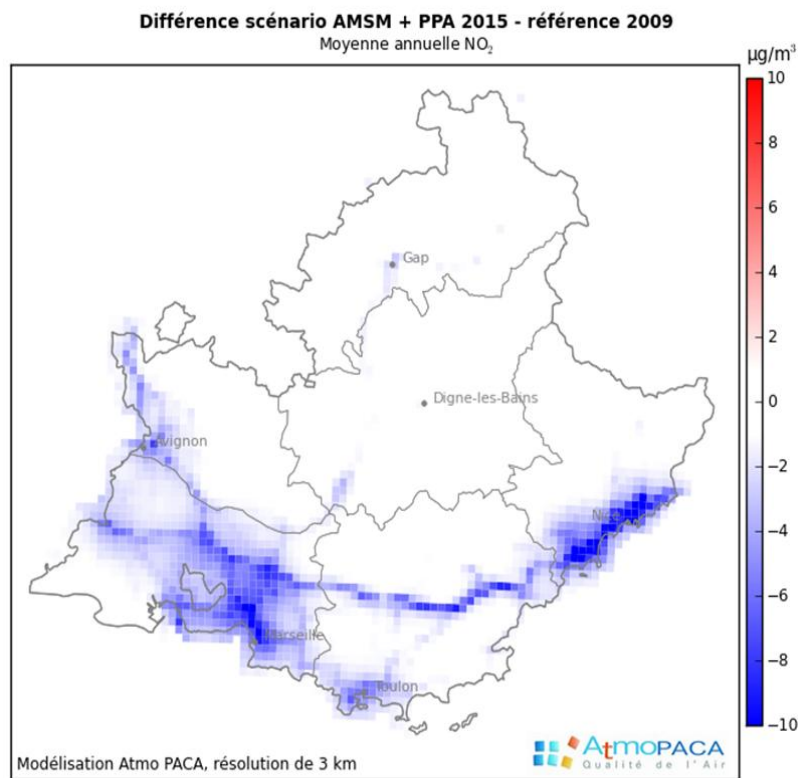 Différence scénario AMSM + PPA 2015 - référence 2009
Moyenne annuelle NO₂
µg/m³
10
8
6
4
2
0
−2
−4
−6
−8
−10
Gap
Digne-les-Bains
Avignon
Nice
Marseille
Toulon
AtmoPACA
Qualité de l'Air
Modélisation Atmo PACA, résolution de 3 km